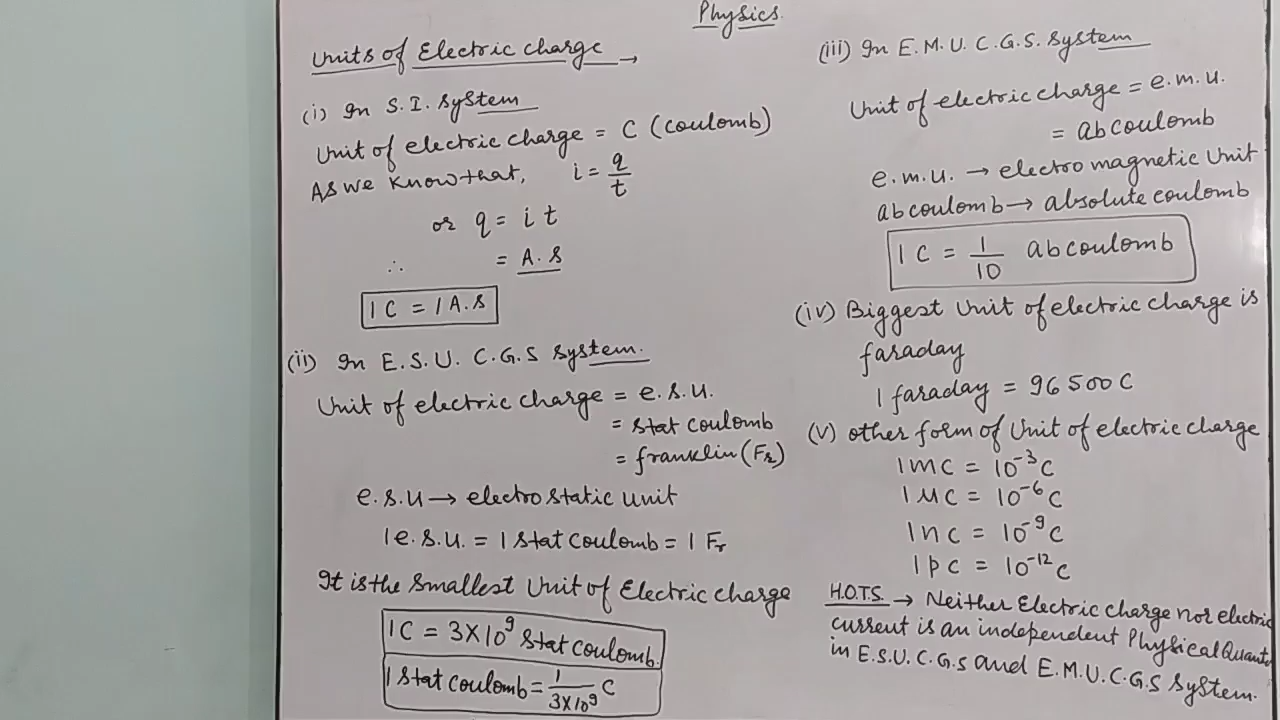 Physics
Units of Electric charge →
(i) In S.I. System
Unit of electric charge = C (coulomb)
As we know that, i = q/t
or q = i t
∴ = A.s
1 C = 1 A.s
(ii) In E.S.U. C.G.S System.
Unit of electric charge = e.s.u.
= stat coulomb
= franklin (Fr)
e.s.u → electro static unit
1 e.s.u. = 1 stat coulomb = 1 Fr
It is the smallest Unit of Electric charge
1 C = 3×10⁹ stat coulomb.
1 stat coulomb = 1/3×10⁹ C
(iii) In E.M.U. C.G.S. System
Unit of electric charge = e.m.u.
= ab coulomb
e.m.u. → electro magnetic Unit
ab coulomb → absolute coulomb
1 C = 1/10 ab coulomb
(iv) Biggest Unit of electric charge is
faraday
1 faraday = 96500 C
(v) other form of Unit of electric charge
1 mC = 10⁻³ C
1 μC = 10⁻⁶ C
1 nC = 10⁻⁹ C
1 pC = 10⁻¹² C
H.O.T.S. → Neither Electric charge nor electric
current is an independent Physical Quant
in E.S.U.C.G.S and E.M.U.C.G.S System.